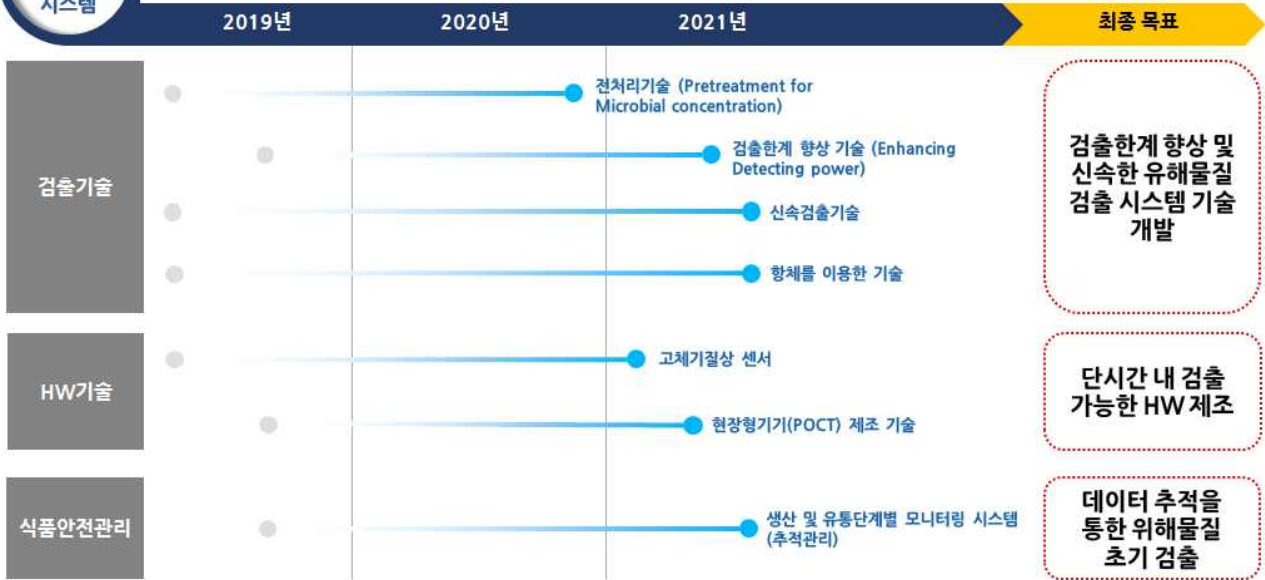 시스템
2019년
2020년
2021년
최종 목표
검출기술
전처리기술 (Pretreatment for
Microbial concentration)
검출한계 향상 기술 (Enhancing
Detecting power)
신속검출기술
항체를 이용한 기술
검출한계 향상 및
신속한 유해물질
검출 시스템 기술
개발
HW기술
고체기질상 센서
현장형기기(POCT) 제조 기술
단시간 내 검출
가능한 HW 제조
식품안전관리
생산 및 유통단계별 모니터링 시스템
(추적관리)
데이터 추적을
통한 위해물질
초기 검출